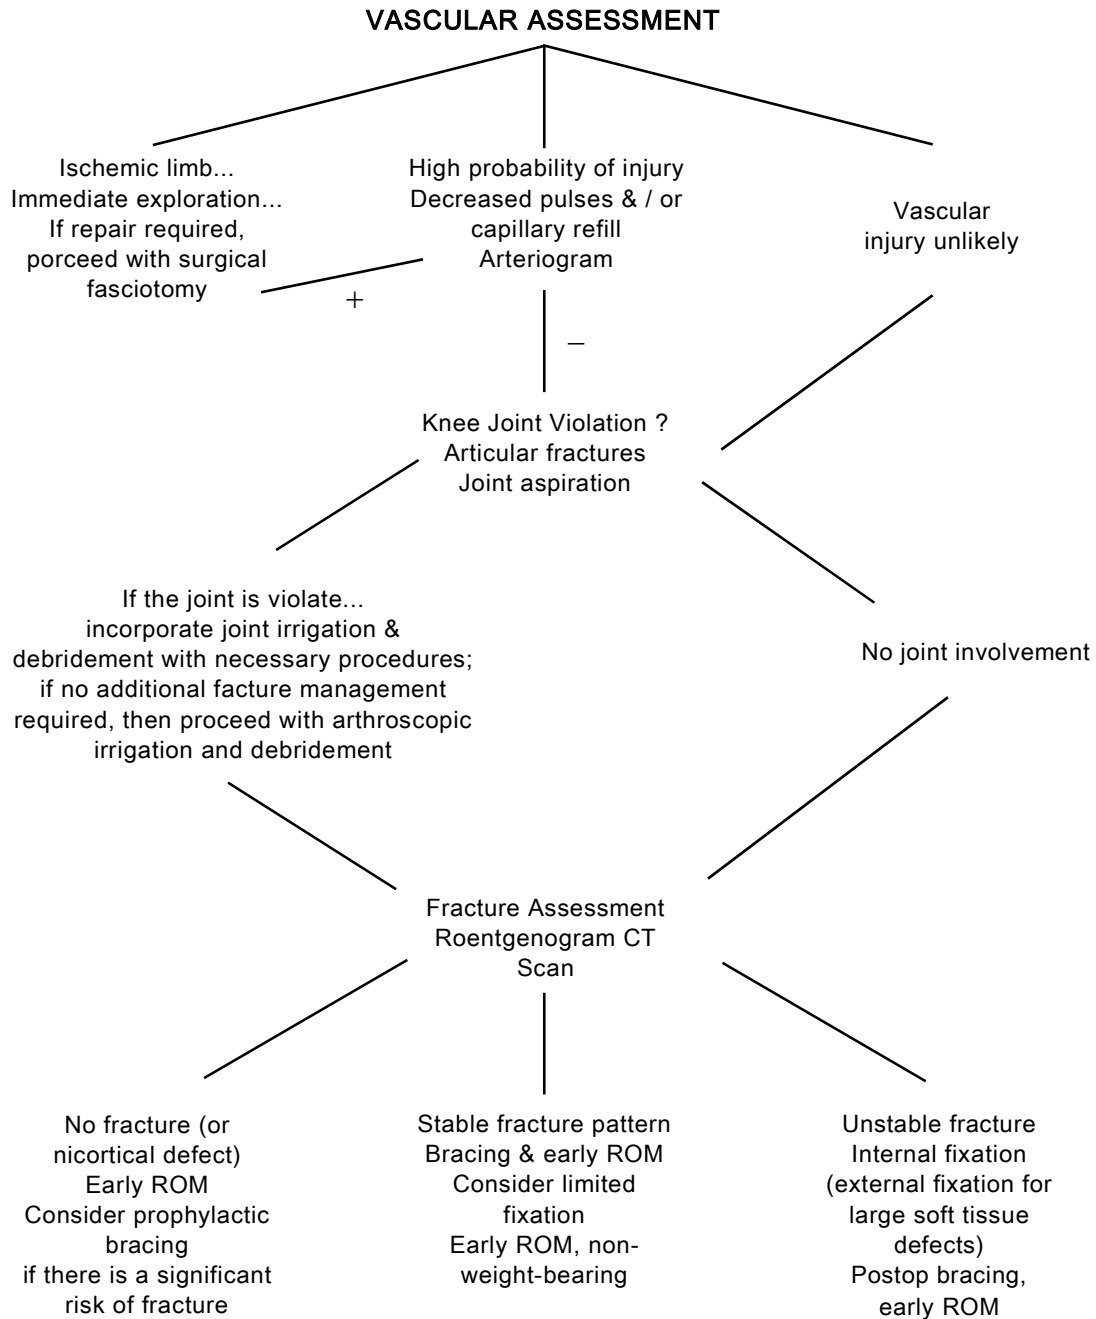 VASCULAR ASSESSMENT
Ischemic limb...
Immediate exploration...
If repair required,
porceed with surgical
fasciotomy
High probability of injury
Decreased pulses & / or
capillary refill
Arteriogram
Vascular
injury unlikely
+
–
Knee Joint Violation ?
Articular fractures
Joint aspiration
If the joint is violate...
incorporate joint irrigation &
debridement with necessary procedures;
if no additional facture management
required, then proceed with arthroscopic
irrigation and debridement
No joint involvement
Fracture Assessment
Roentgenogram CT
Scan
No fracture (or
nicortical defect)
Early ROM
Consider prophylactic
bracing
if there is a significant
risk of fracture
Stable fracture pattern
Bracing & early ROM
Consider limited
fixation
Early ROM, non-
weight-bearing
Unstable fracture
Internal fixation
(external fixation for
large soft tissue
defects)
Postop bracing,
early ROM